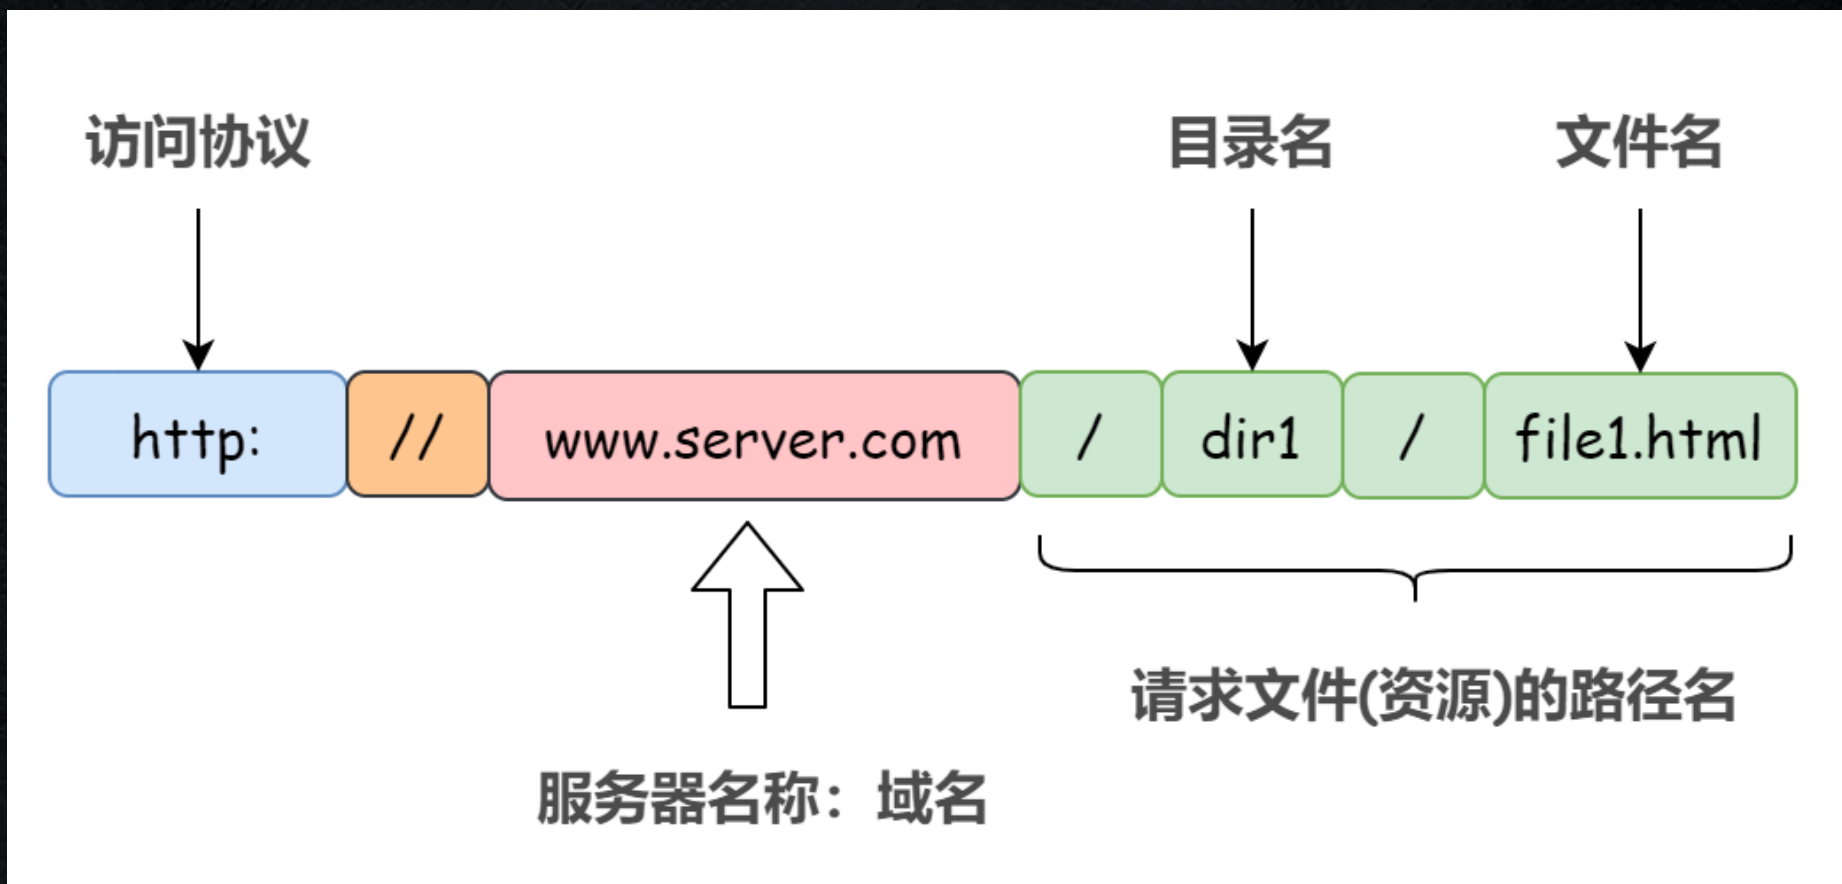 访问协议
目录名
文件名
http:
//
www.server.com
/
dir1
/
file1.html
请求文件(资源)的路径名
服务器名称：域名